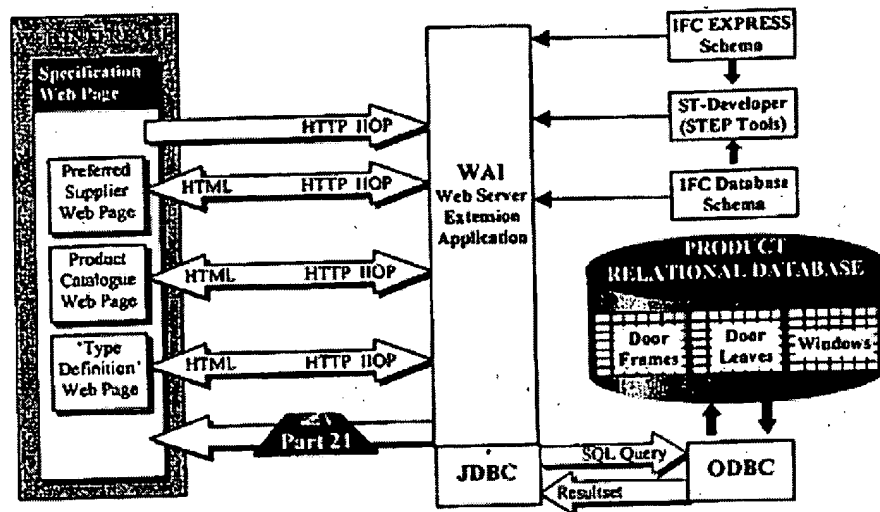 WEB INTERFACE
Specification
Web Page
HTTP IIOP
Preferred
Supplier
Web Page
HTML
HTTP IIOP
Product
Catalogue
Web Page
HTML
HTTP IIOP
'Type
Definition'
Web Page
HTML
HTTP IIOP
Part 21
WAI
Web Server
Extension
Application
JDBC
IFC EXPRESS
Schema
ST-Developer
(STEP Tools)
IFC Database
Schema
PRODUCT
RELATIONAL DATABASE
Door
Frames
Door
Leaves
Windows
SQL Query
Resultset
ODBC